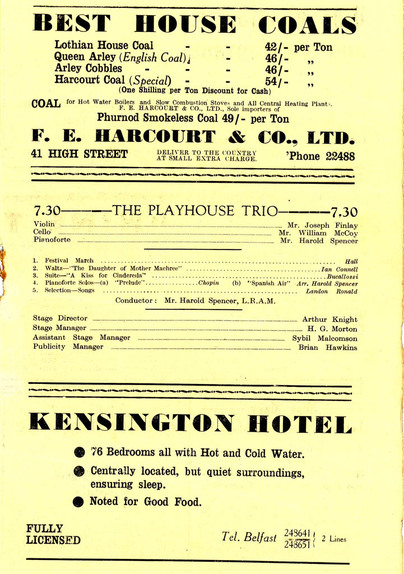 BEST HOUSE COALS
Lothian House Coal - - 42/- per Ton
Queen Arley (English Coal) - 46/- „
Arley Cobbles - - 46/- „
Harcourt Coal (Special) - 54/- „
(One Shilling per Ton Discount for Cash)
COAL for Hot Water Boilers and Slow Combustion Stoves and All Central Heating Plants.
F. E. HARCOURT & CO., LTD., Sole importers of
Phurnod Smokeless Coal 49/- per Ton
F. E. HARCOURT & CO., LTD.
41 HIGH STREET DELIVER TO THE COUNTRY AT SMALL EXTRA CHARGE. 'Phone 22488
7.30——THE PLAYHOUSE TRIO——7.30
Violin Mr. Joseph Finlay
Cello Mr. William McCoy
Pianoforte Mr. Harold Spencer
1. Festival March Hall
2. Waltz—"The Daughter of Mother Machree" Ian Connell
3. Suite—"A Kiss for Cinderella" Bucallossi
4. Pianoforte Solos—(a) "Prelude" Chopin (b) "Spanish Air" Arr. Harold Spencer
5. Selection—Songs Landon Ronald
Conductor: Mr. Harold Spencer, L.R.A.M.
Stage Director Arthur Knight
Stage Manager H. G. Morton
Assistant Stage Manager Sybil Malcomson
Publicity Manager Brian Hawkins
KENSINGTON HOTEL
● 76 Bedrooms all with Hot and Cold Water.
● Centrally located, but quiet surroundings,
ensuring sleep.
● Noted for Good Food.
FULLY
LICENSED
Tel. Belfast 24864 24865 2 Lines